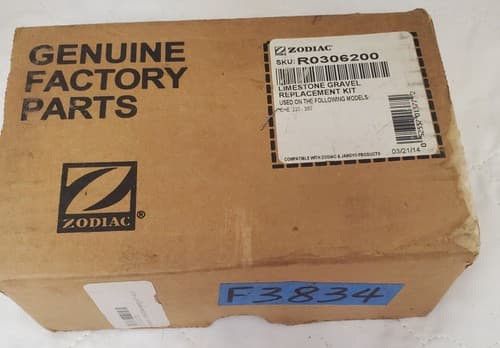 GENUINE
FACTORY
PARTS
ZODIAC®
ZODIAC
SKU: R0306200
LIMESTONE GRAVEL
REPLACEMENT KIT
USED ON THE FOLLOWING MODELS:
COMPATIBLE WITH ZODIAC & JANDY® PRODUCTS
03/21/14
F3834